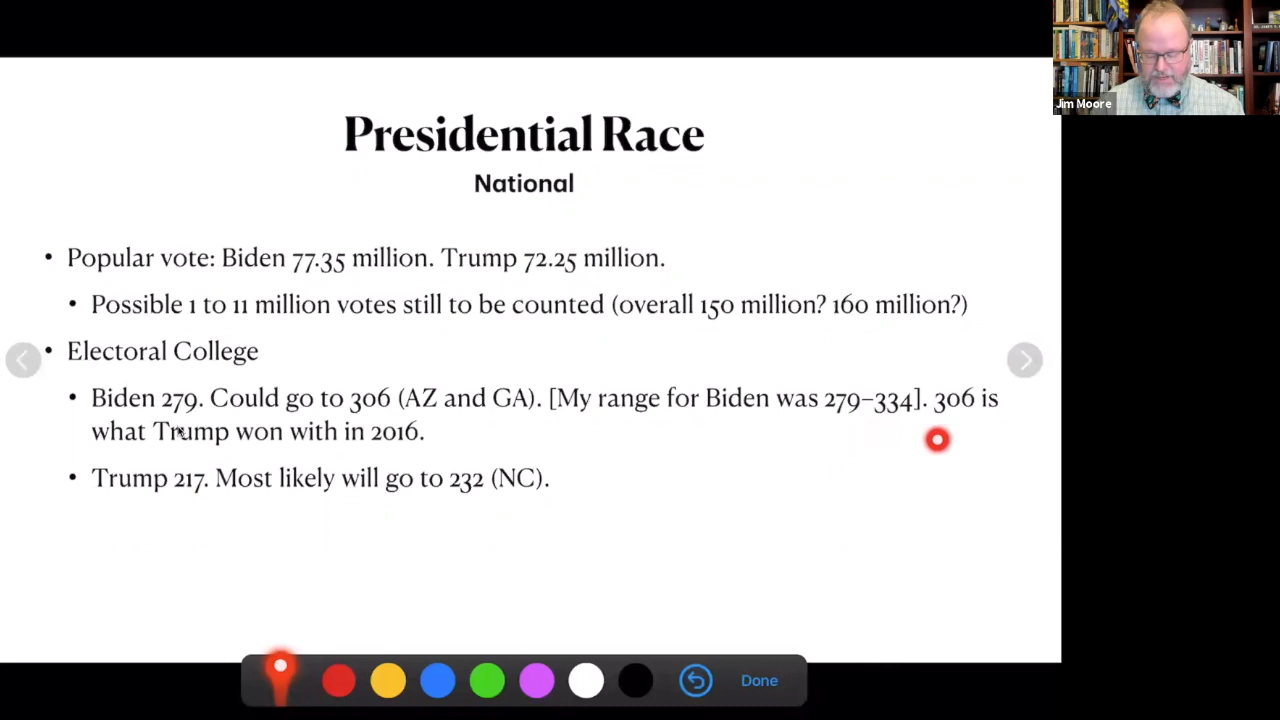 Jim Moore
Presidential Race
National
• Popular vote: Biden 77.35 million. Trump 72.25 million.
• Possible 1 to 11 million votes still to be counted (overall 150 million? 160 million?)
• Electoral College
• Biden 279. Could go to 306 (AZ and GA). [My range for Biden was 279–334]. 306 is
what Trump won with in 2016.
• Trump 217. Most likely will go to 232 (NC).
Done